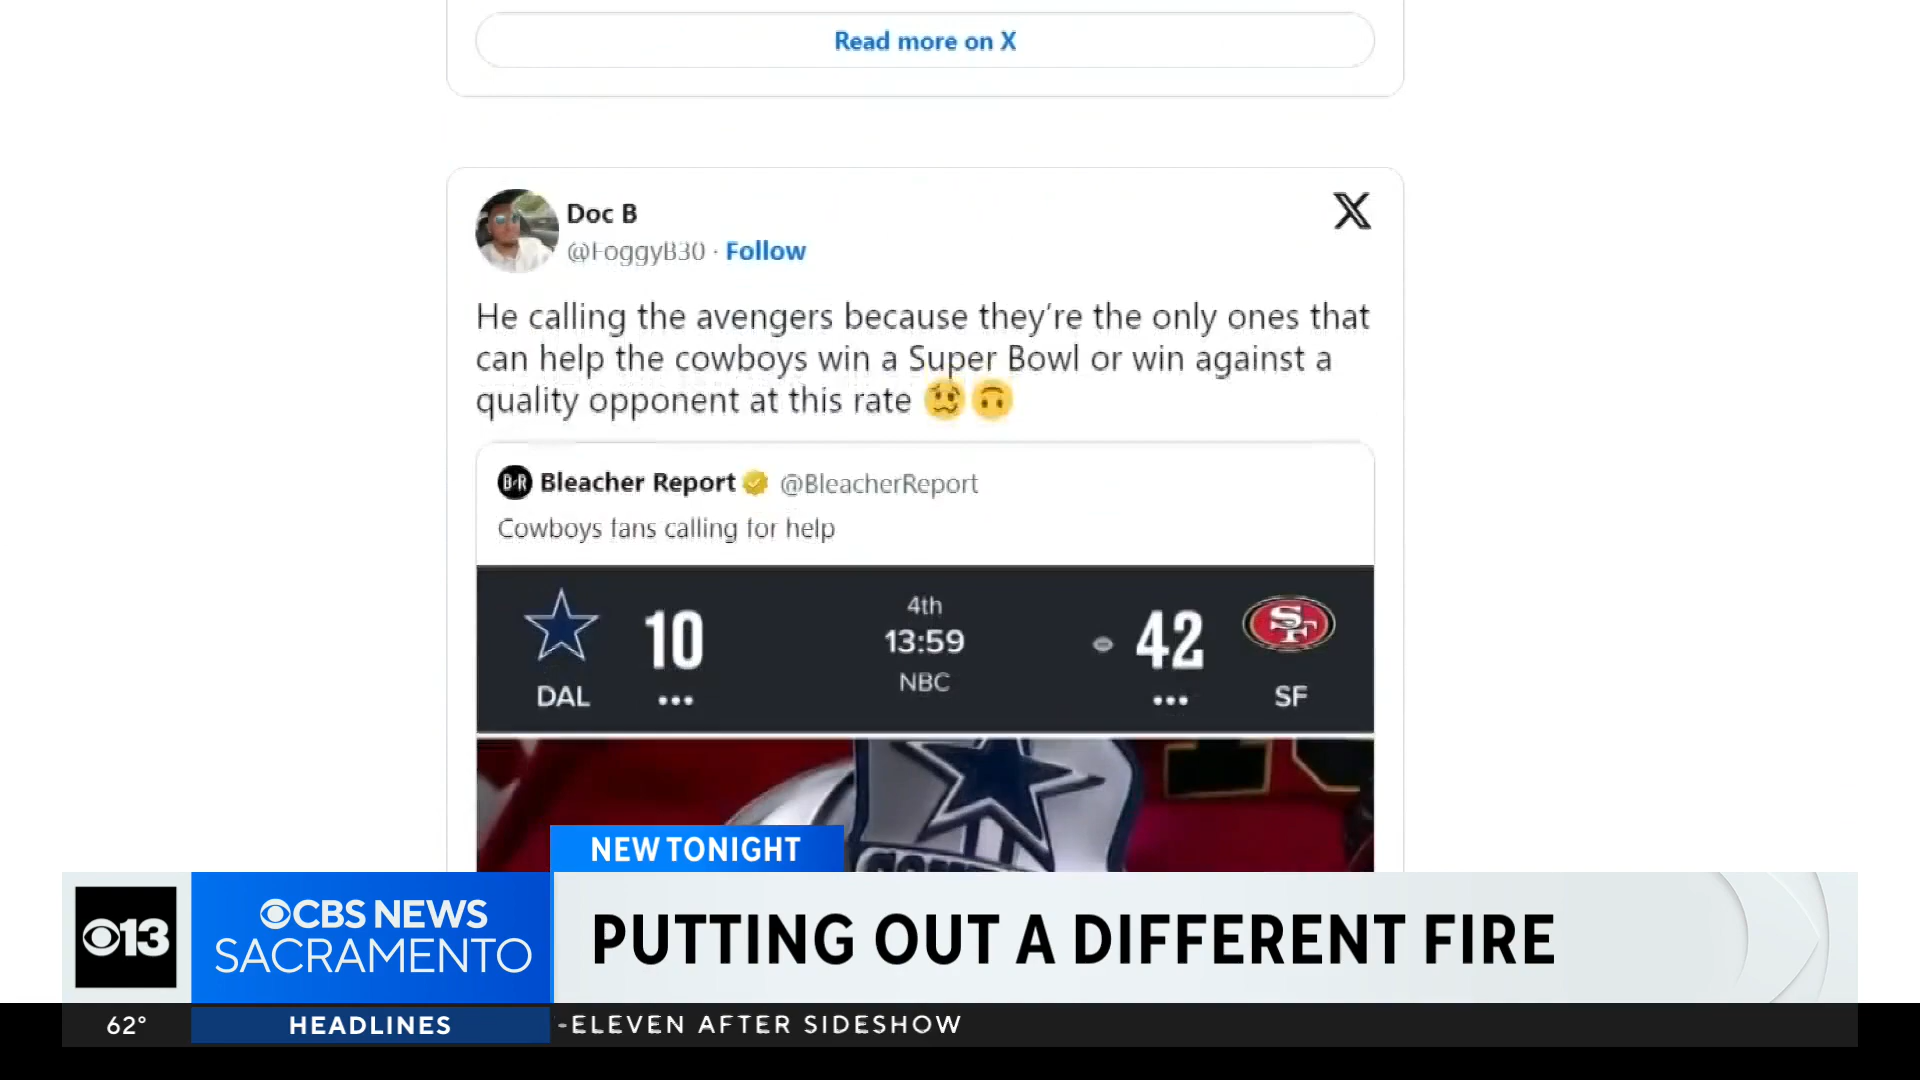 Read more on X
Doc B
@FoggyB30 · Follow
He calling the avengers because they're the only ones that
can help the cowboys win a Super Bowl or win against a
quality opponent at this rate 🥴🙃
B/R Bleacher Report @BleacherReport
Cowboys fans calling for help
DAL
10
4th
13:59
NBC
42
SF
SF
NEW TONIGHT
13
CBS NEWS
SACRAMENTO
PUTTING OUT A DIFFERENT FIRE
62°
HEADLINES
-ELEVEN AFTER SIDESHOW